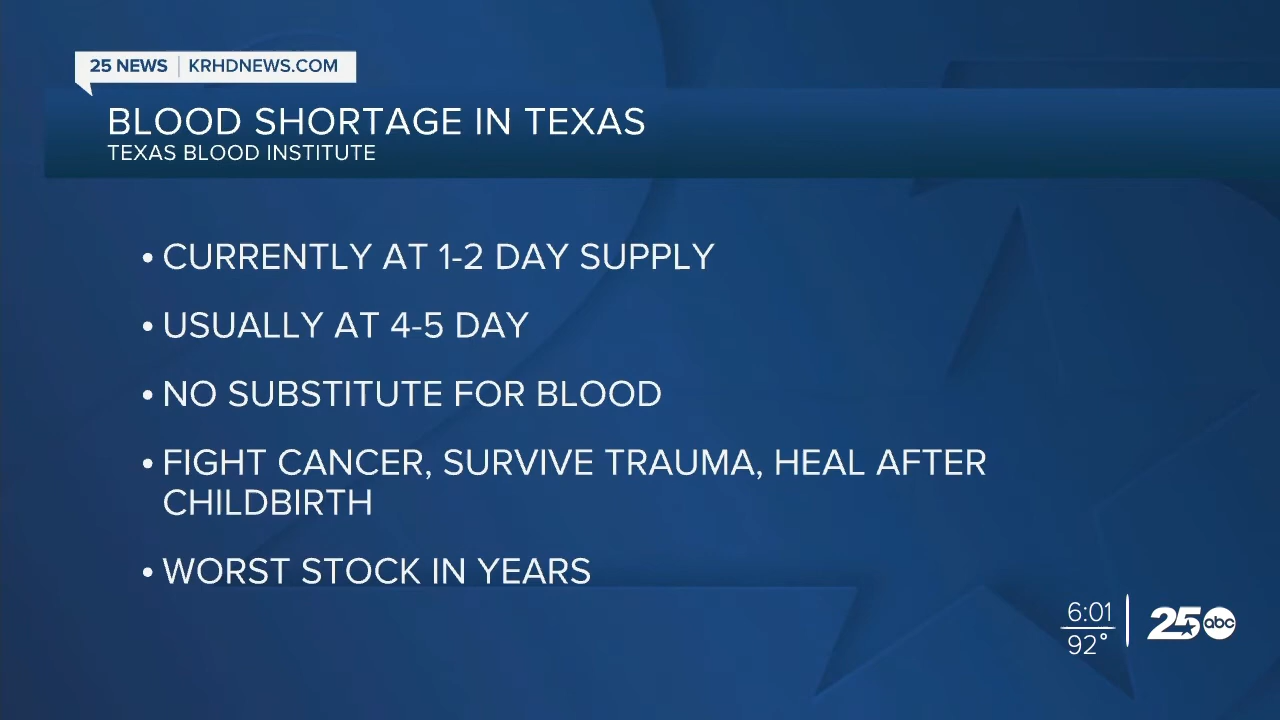 25 NEWS | KRHDNEWS.COM
BLOOD SHORTAGE IN TEXAS
TEXAS BLOOD INSTITUTE
• CURRENTLY AT 1-2 DAY SUPPLY
• USUALLY AT 4-5 DAY
• NO SUBSTITUTE FOR BLOOD
• FIGHT CANCER, SURVIVE TRAUMA, HEAL AFTER
CHILDBIRTH
• WORST STOCK IN YEARS
6:01
92°
25 abc